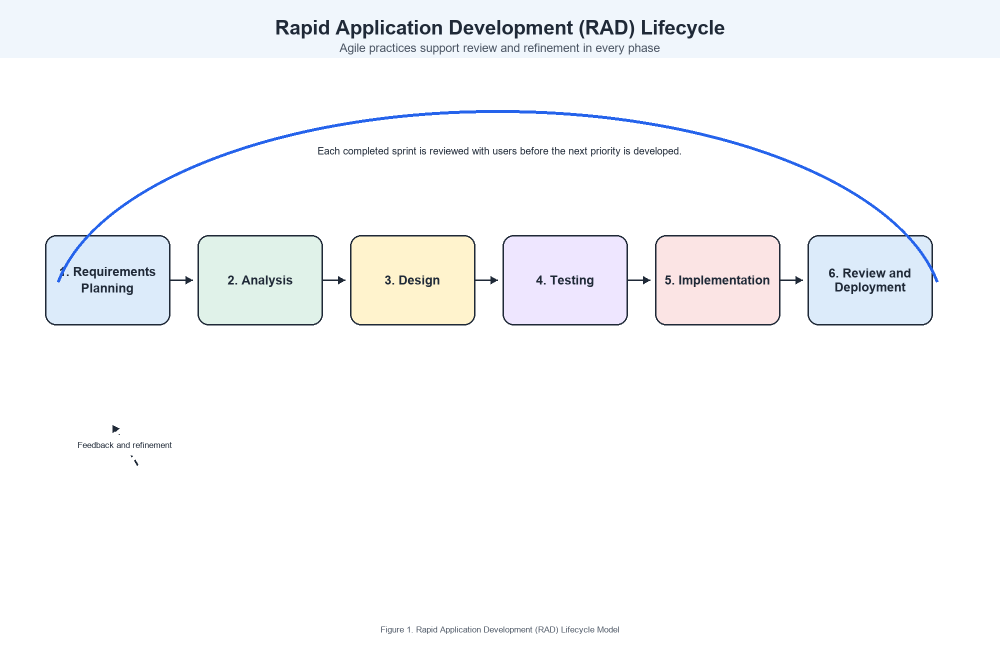 Rapid Application Development (RAD) Lifecycle
Agile practices support review and refinement in every phase
Each completed sprint is reviewed with users before the next priority is developed.
1. Requirements
Planning
2. Analysis
3. Design
4. Testing
5. Implementation
6. Review and
Deployment
Feedback and refinement
Figure 1. Rapid Application Development (RAD) Lifecycle Model